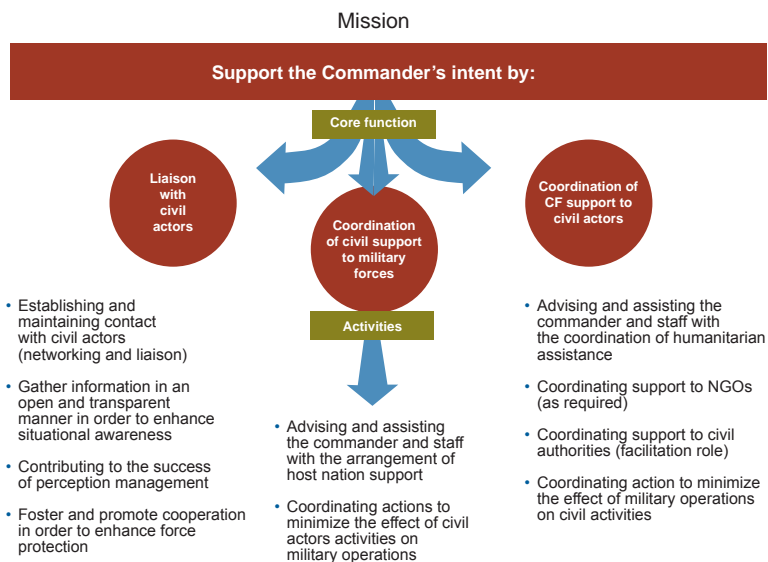 Mission
Support the Commander’s intent by:
Core function
Liaison
with
civil
actors
Coordination
of civil support
to military
forces
Coordination of
CF support to
civil actors
Activities
• Establishing and
maintaining contact
with civil actors
(networking and liaison)
• Gather information in an
open and transparent
manner in order to enhance
situational awareness
• Contributing to the success
of perception management
• Foster and promote cooperation
in order to enhance force
protection
• Advising and assisting
the commander and staff
with the arrangement of
host nation support
• Coordinating actions to
minimize the effect of civil
actors activities on
military operations
• Advising and assisting the
commander and staff with
the coordination of humanitarian
assistance
• Coordinating support to NGOs
(as required)
• Coordinating support to civil
authorities (facilitation role)
• Coordinating action to minimize
the effect of military operations
on civil activities